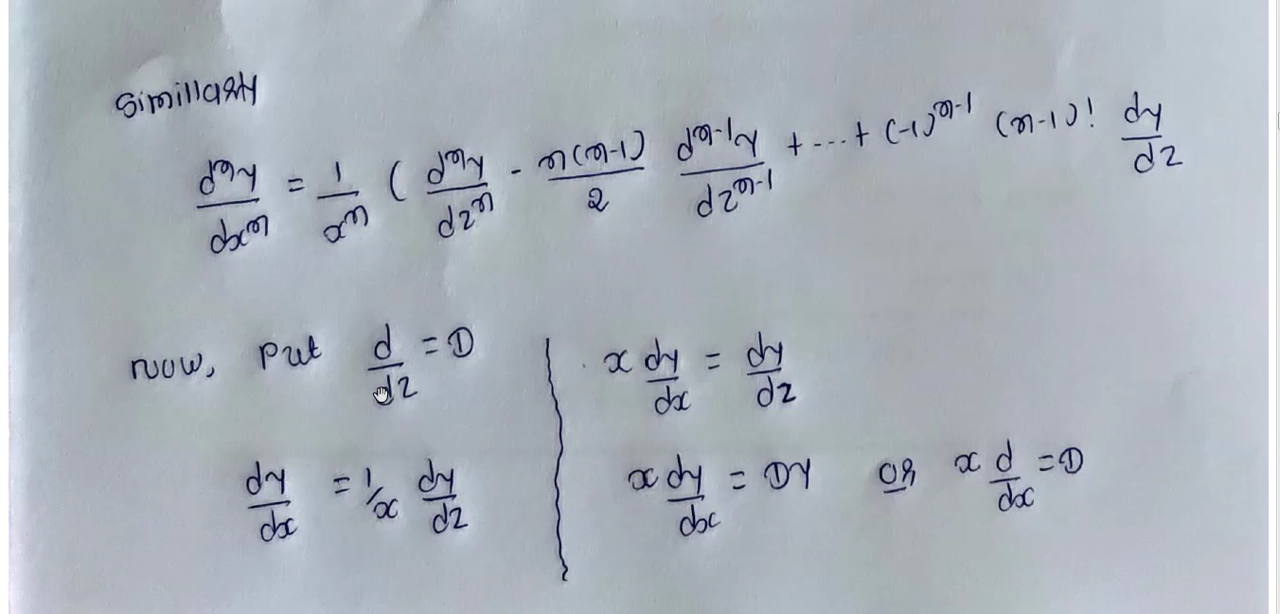 Simillarly
dⁿy/dxⁿ = 1/xⁿ ( dⁿy/dzⁿ - n(n-1)/2 dⁿ⁻¹y/dzⁿ⁻¹ + ... + (-1)ⁿ⁻¹ (n-1)! dy/dz
Now, Put d/dz = D
dy/dx = 1/x dy/dz
x dy/dx = dy/dz
x dy/dx = Dy or x d/dx = D